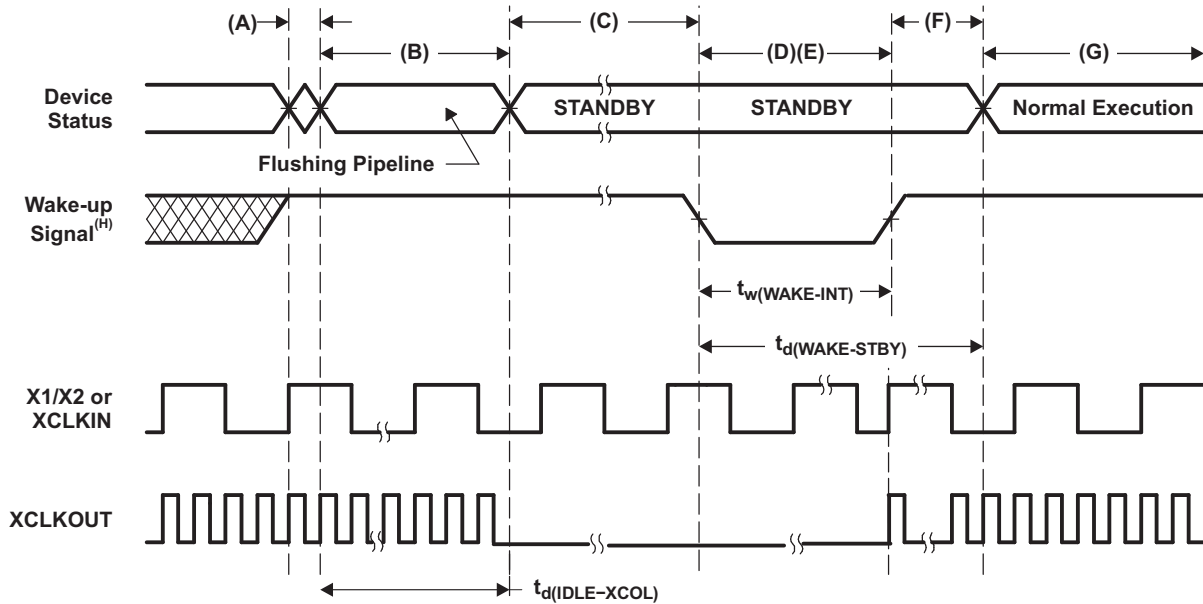 (A)
(C)
(F)
(B)
(D)(E)
(G)
Device
Status
STANDBY
STANDBY
Normal Execution
Flushing Pipeline
Wake-up
Signal(H)
tw(WAKE-INT)
td(WAKE-STBY)
X1/X2 or
XCLKIN
XCLKOUT
td(IDLE−XCOL)